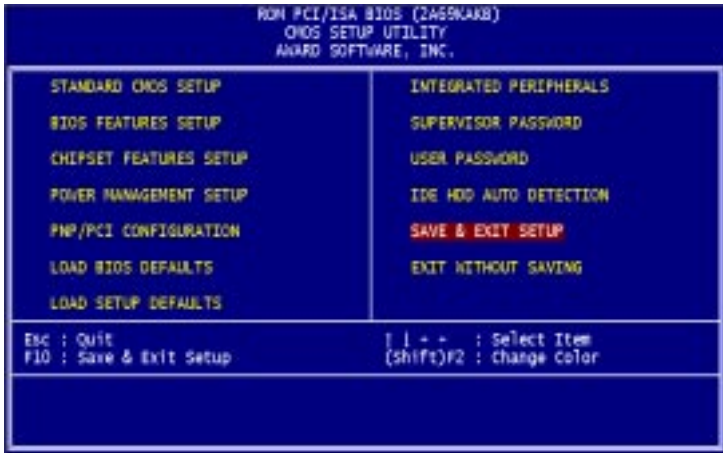 ROM PCI/ISA BIOS (2A69KAKB)
CMOS SETUP UTILITY
AWARD SOFTWARE, INC.
STANDARD CMOS SETUP
BIOS FEATURES SETUP
CHIPSET FEATURES SETUP
POWER MANAGEMENT SETUP
PNP/PCI CONFIGURATION
LOAD BIOS DEFAULTS
LOAD SETUP DEFAULTS
INTEGRATED PERIPHERALS
SUPERVISOR PASSWORD
USER PASSWORD
IDE HDD AUTO DETECTION
SAVE & EXIT SETUP
EXIT WITHOUT SAVING
Esc : Quit
F10 : Save & Exit Setup
: Select Item
(Shift)F2 : Change Color